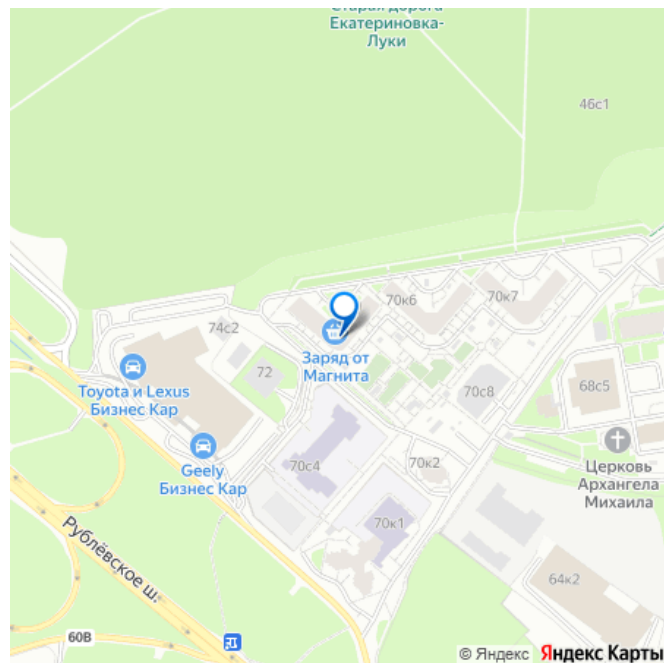 Старая дорога
Екатериновка-
Луки
46с1
70к6
70к7
74с2
Заряд от
Магнита
72
Toyota и Lexus
Бизнес Кар
70с8
68с5
Geely
Бизнес Кар
70с4
70к2
Церковь
Архангела
Михаила
70к1
Рублёвское ш.
64к2
60В
© Яндекс Яндекс Карты